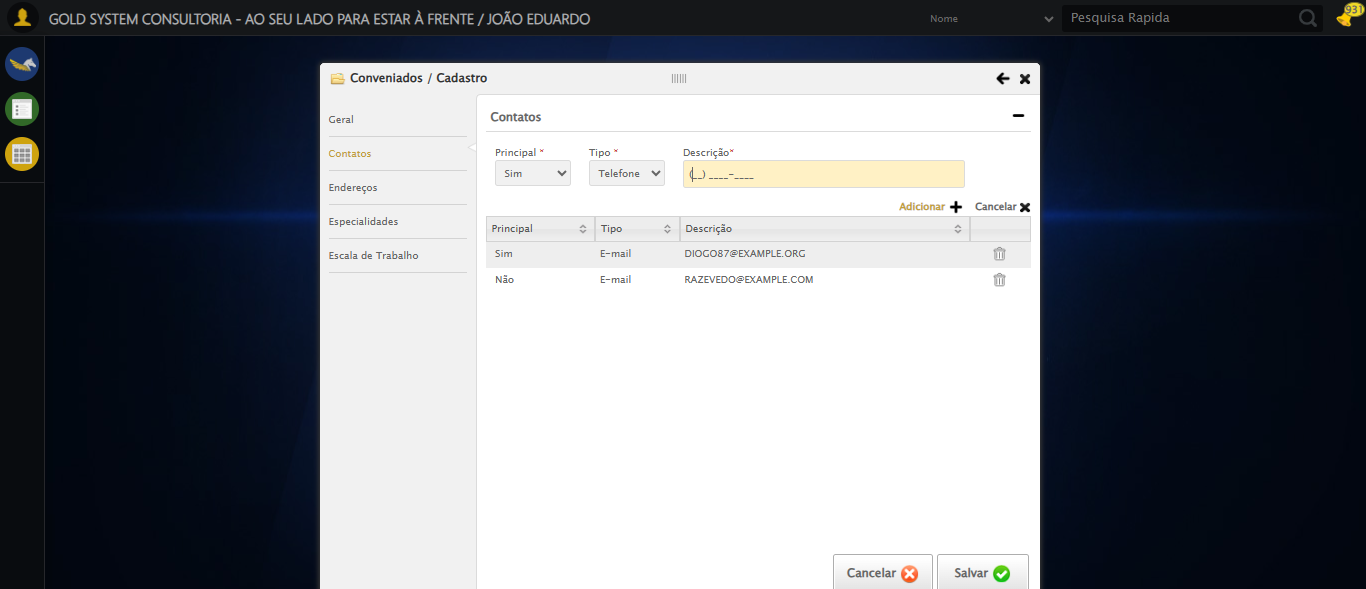 GOLD SYSTEM CONSULTORIA - AO SEU LADO PARA ESTAR À FRENTE / JOÃO EDUARDO
Nome
Pesquisa Rapida
931
Conveniados / Cadastro
Geral
Contatos
Endereços
Especialidades
Escala de Trabalho
Contatos
Principal * Tipo * Descrição*
Sim Telefone (__) ____-____
Adicionar Cancelar
Principal Tipo Descrição
Sim E-mail DIOGO87@EXAMPLE.ORG
Não E-mail RAZEVEDO@EXAMPLE.COM
Cancelar Salvar